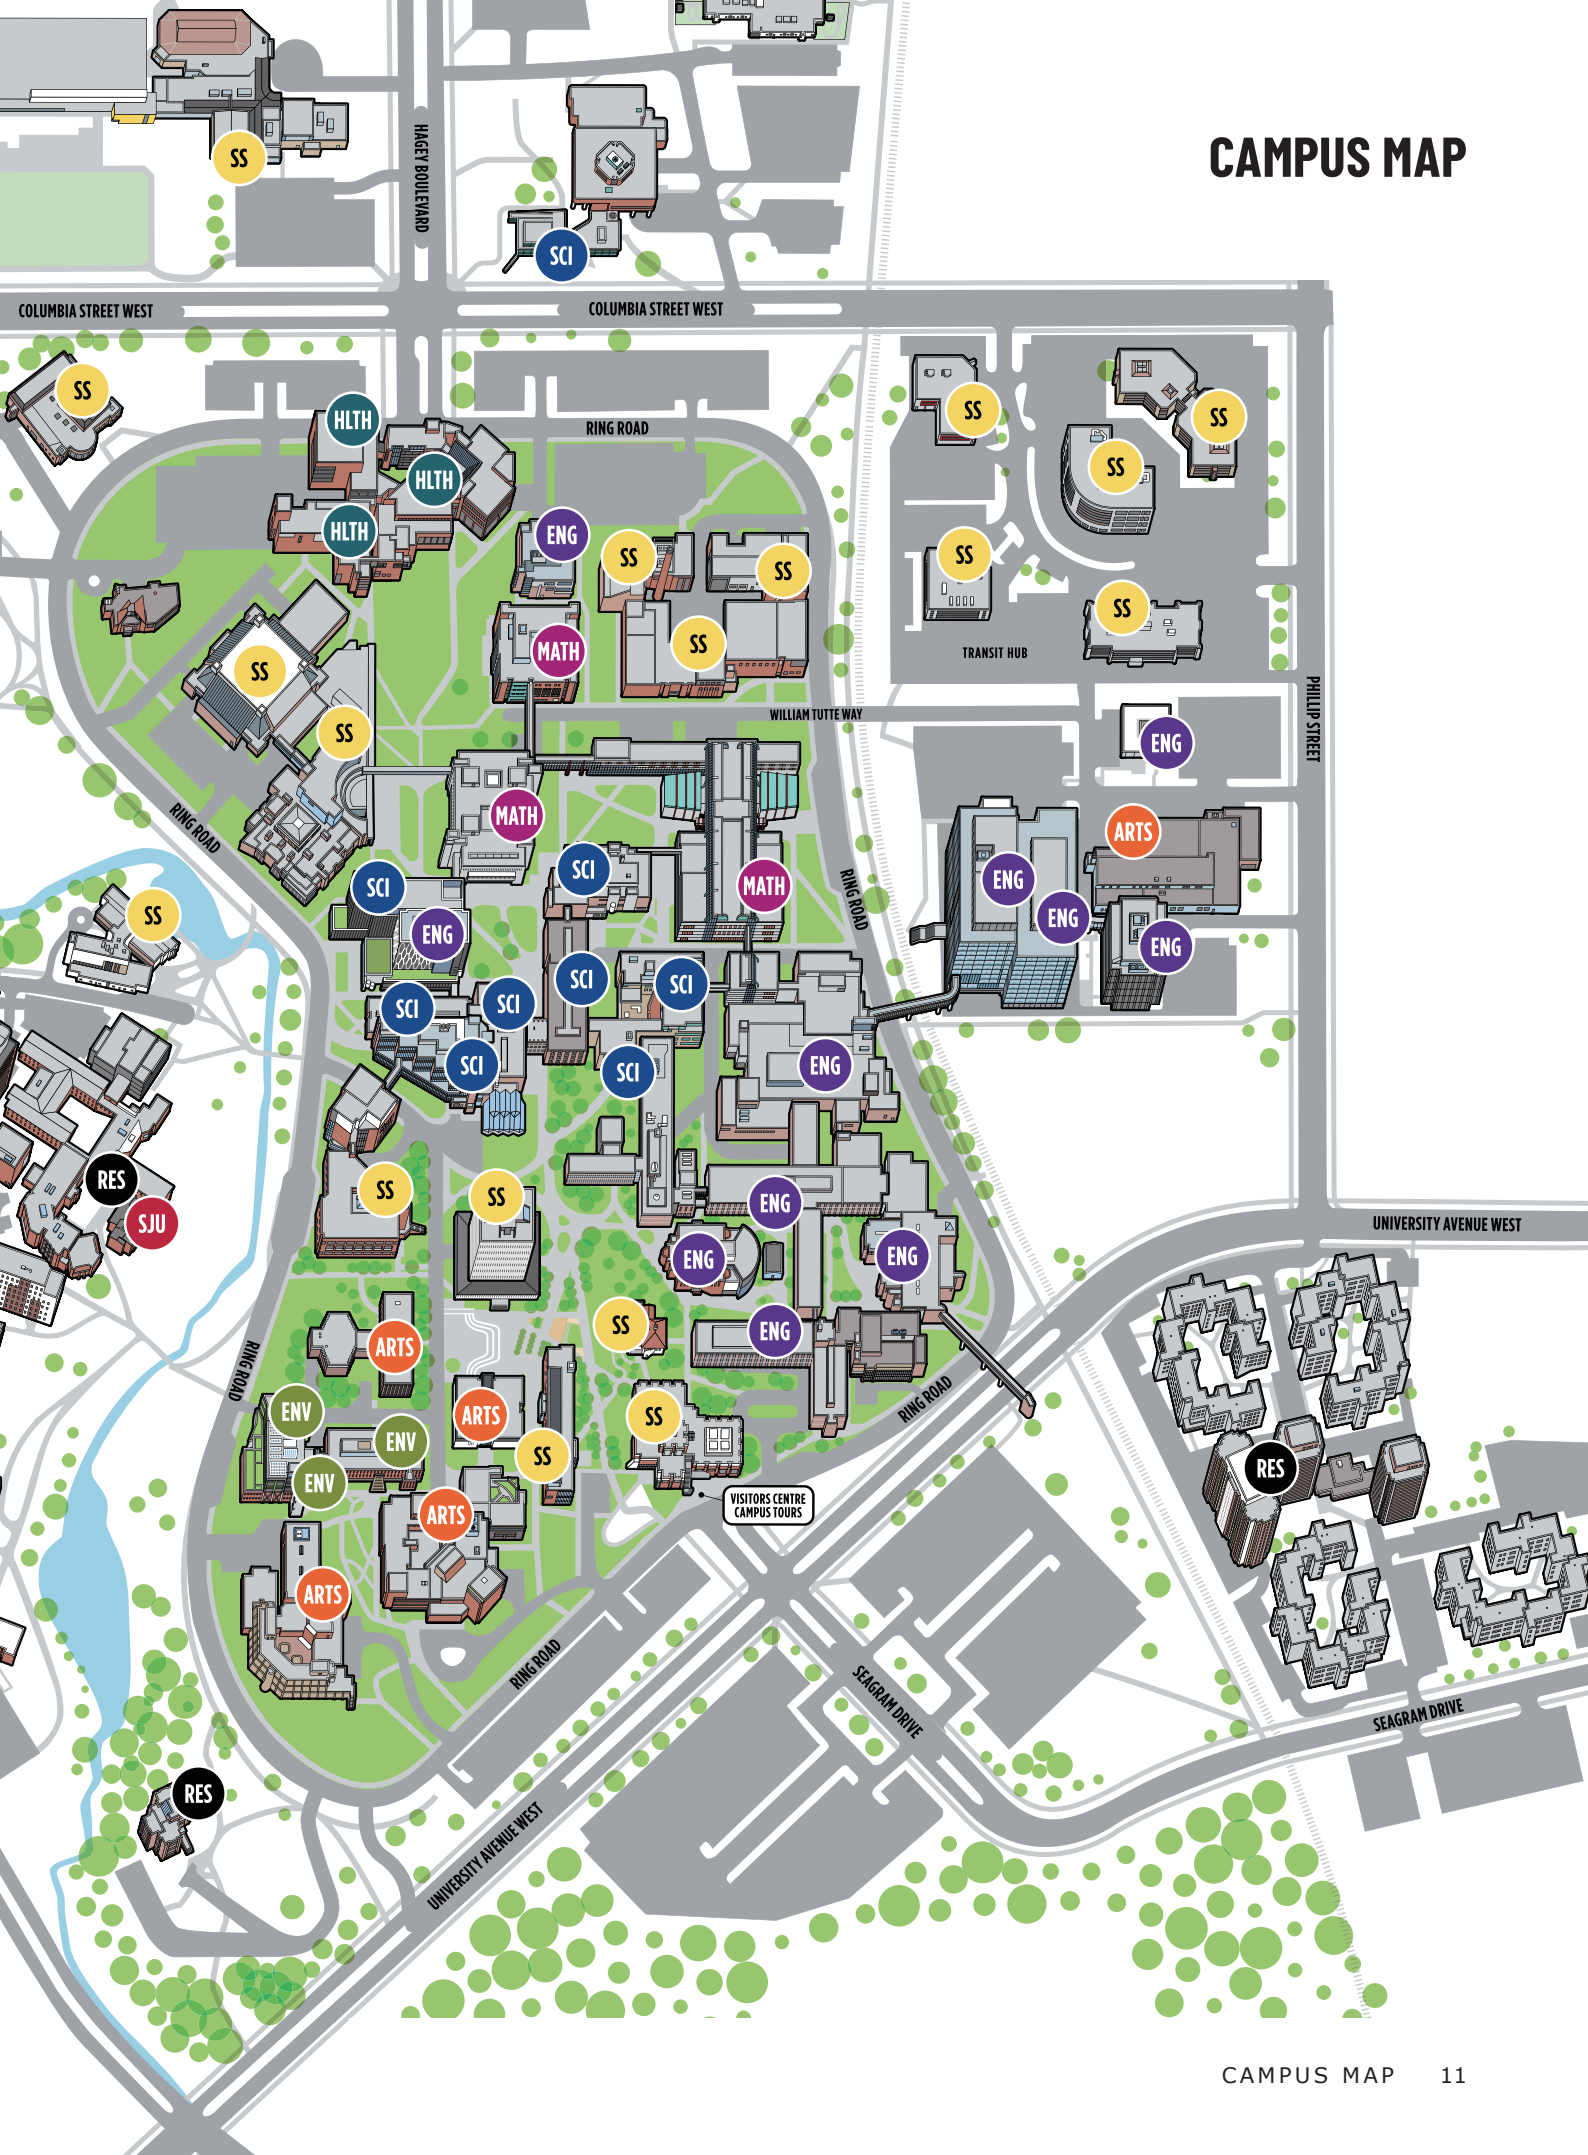 CAMPUS MAP
SS
HAGEY BOULEVARD
SCI
COLUMBIA STREET WEST
COLUMBIA STREET WEST
SS
HLTH
RING ROAD
SS
SS
HLTH
SS
HLTH
ENG
SS
SS
SS
SS
MATH
SS
TRANSIT HUB
SS
SS
WILLIAM TUTTE WAY
PHILLIP STREET
ENG
RING ROAD
MATH
ARTS
SCI
SCI
MATH
RING ROAD
ENG
ENG
SS
ENG
ENG
SCI
SCI
SCI
SCI
SCI
SCI
ENG
RES
SS
SS
ENG
SJU
UNIVERSITY AVENUE WEST
ENG
ENG
SS
ENG
ARTS
RING ROAD
RING ROAD
ENV
ARTS
SS
ENV
SS
RES
ENV
VISITORS CENTRE
CAMPUS TOURS
ARTS
ARTS
RING ROAD
SEAGRAM DRIVE
SEAGRAM DRIVE
RES
UNIVERSITY AVENUE WEST
CAMPUS MAP 11